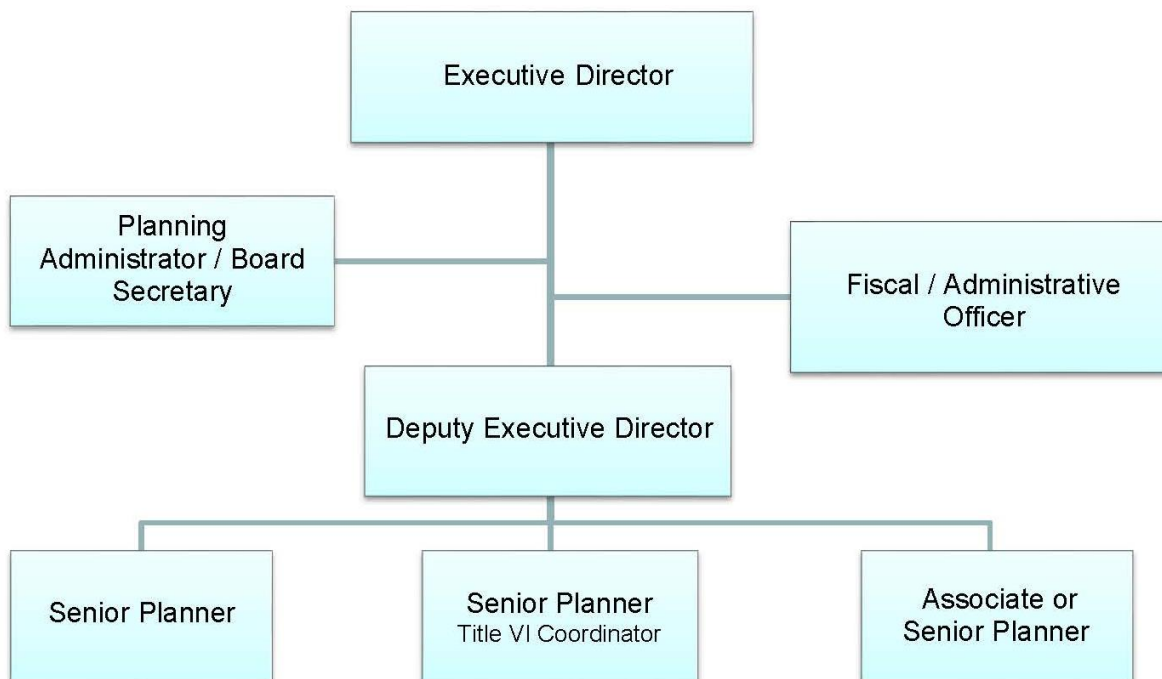 Executive Director
Planning
Administrator / Board
Secretary
Fiscal / Administrative
Officer
Deputy Executive Director
Senior Planner
Senior Planner
Title VI Coordinator
Associate or
Senior Planner